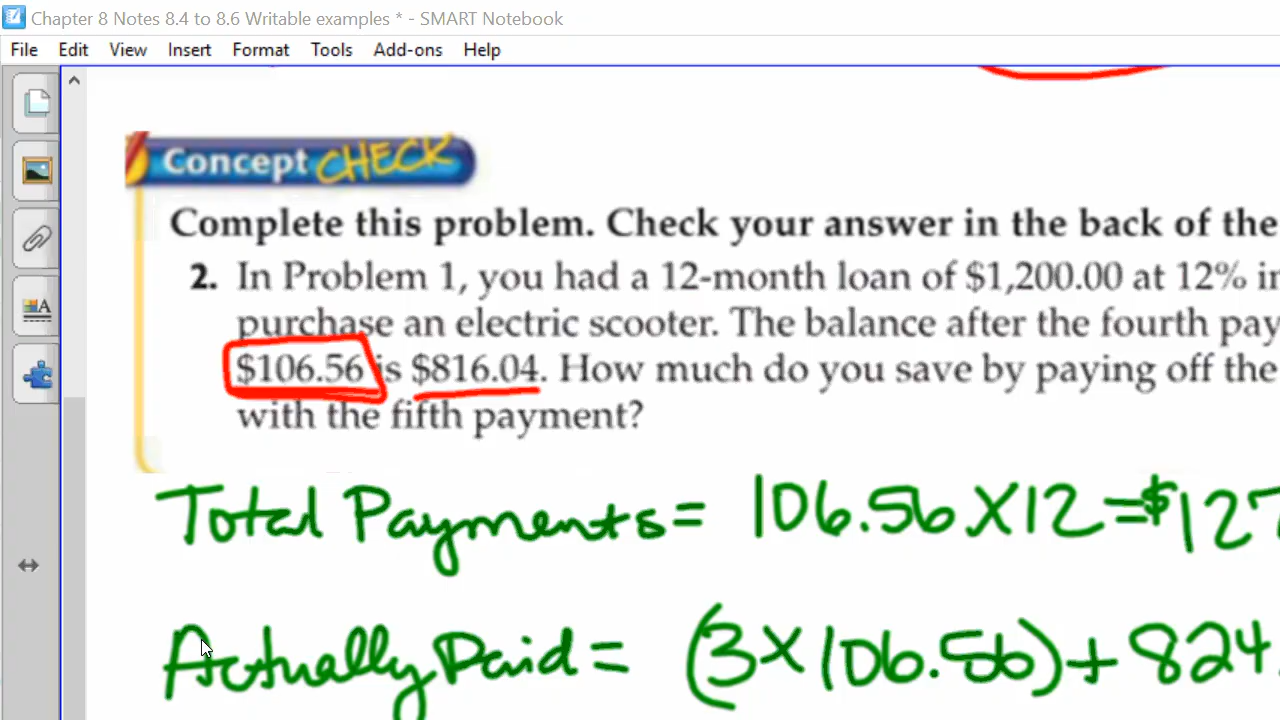 Chapter 8 Notes 8.4 to 8.6 Writable examples * - SMART Notebook
File Edit View Insert Format Tools Add-ons Help
Concept CHECK
Complete this problem. Check your answer in the back of the
2. In Problem 1, you had a 12-month loan of $1,200.00 at 12% in
purchase an electric scooter. The balance after the fourth pay
$106.56 is $816.04. How much do you save by paying off the
with the fifth payment?
Total Payments = 106.56 X 12 = $127
Actually Paid = (3 X 106.56) + 824.